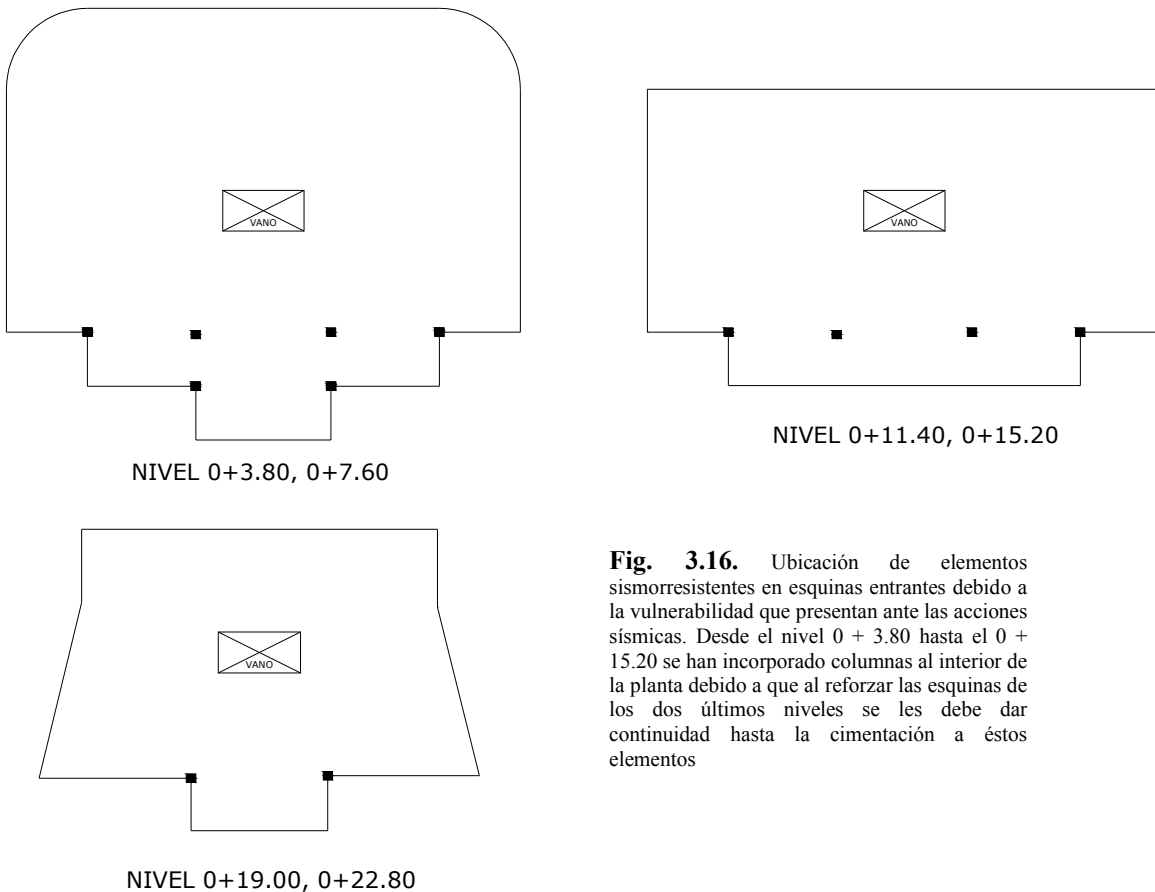 VANO
VANO
NIVEL 0+11.40, 0+15.20
NIVEL 0+3.80, 0+7.60
Fig. 3.16. Ubicación de elementos
sismorresistentes en esquinas entrantes debido a
la vulnerabilidad que presentan ante las acciones
sísmicas. Desde el nivel 0 + 3.80 hasta el 0 +
15.20 se han incorporado columnas al interior de
la planta debido a que al reforzar las esquinas de
los dos últimos niveles se les debe dar
continuidad hasta la cimentación a éstos
elementos
VANO
NIVEL 0+19.00, 0+22.80